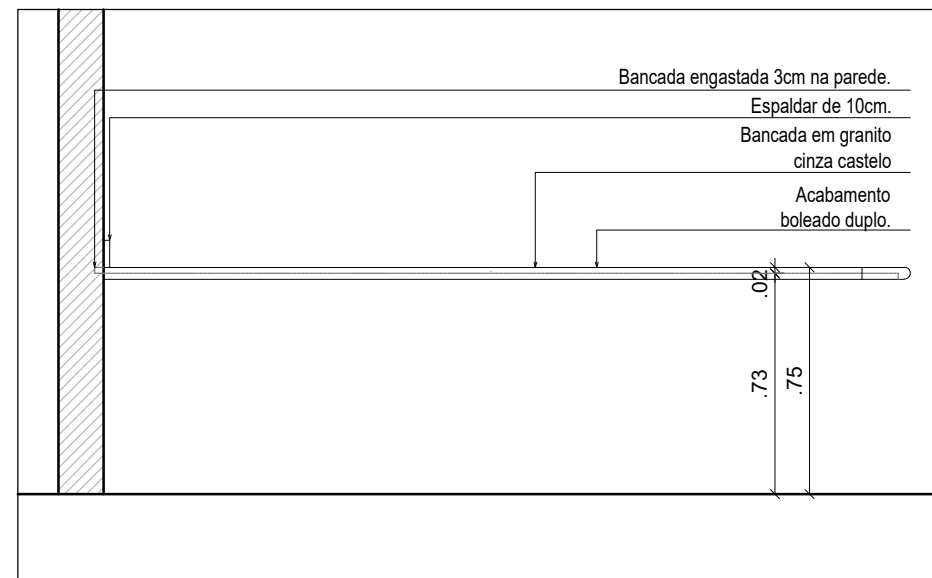 Bancada engastada 3cm na parede.
Espaldar de 10cm.
Bancada em granito
cinza castelo
Acabamento
boleado duplo.
.02
.73
.75